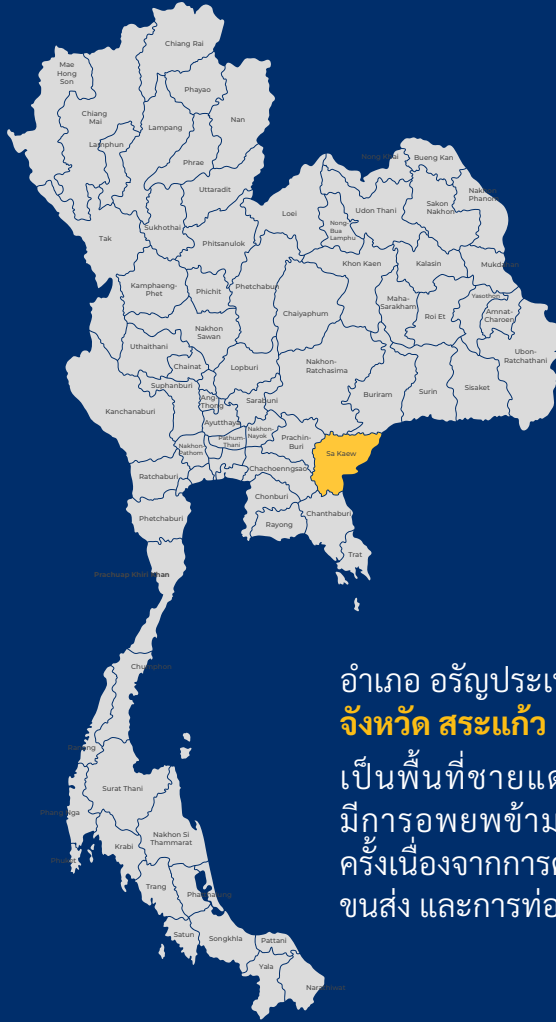 Chiang Rai
Mae
Hong
Son
Phayao
Chiang
Mai
Nan
Lampang
Lamphun
Phrae
Nong Khai
Bueng Kan
Uttaradit
Nakhon
Phanon
Loei
Udon Thani
Sakon
Nakhon
Nong-
Bua
Lamphu
Sukhothai
Tak
Phitsanulok
Khon Kaen
Kalasin
Mukdahan
Kamphaeng-
Phet
Phichit
Phetchabun
Maha-
Sarakham
Yasothon
Chaiyaphum
Roi Et
Amnat-
Charoen
Nakhon
Sawan
Uthaithani
Ubon-
Ratchathani
Chainat
Lopburi
Nakhon-
Ratchasima
Suphanburi
Buriram
Surin
Sisaket
Ang
Thong
Saraburi
Kanchanaburi
Ayutthaya
Nakhon-
Nayok
Pathum-
Thani
Prachin-
Buri
Nakhon-
Pathom
Sa Kaew
Chachoenngsao
Ratchaburi
Chonburi
Chanthaburi
Phetchaburi
Rayong
Trat
Prachuap Khiri Khan
Chumphon
อำเภอ อรัญประเ
จังหวัด สระแก้ว
เป็นพื้นที่ชายแด
มีการอพยพข้าม
ครั้งเนื่องจากการ
ขนส่ง และการท่อ
Ranong
Surat Thani
Phang Nga
Nakhon Si
Thammarat
Krabi
Phuket
Trang
Phatthalung
Satun
Songkhla
Pattani
Yala
Narathiwat